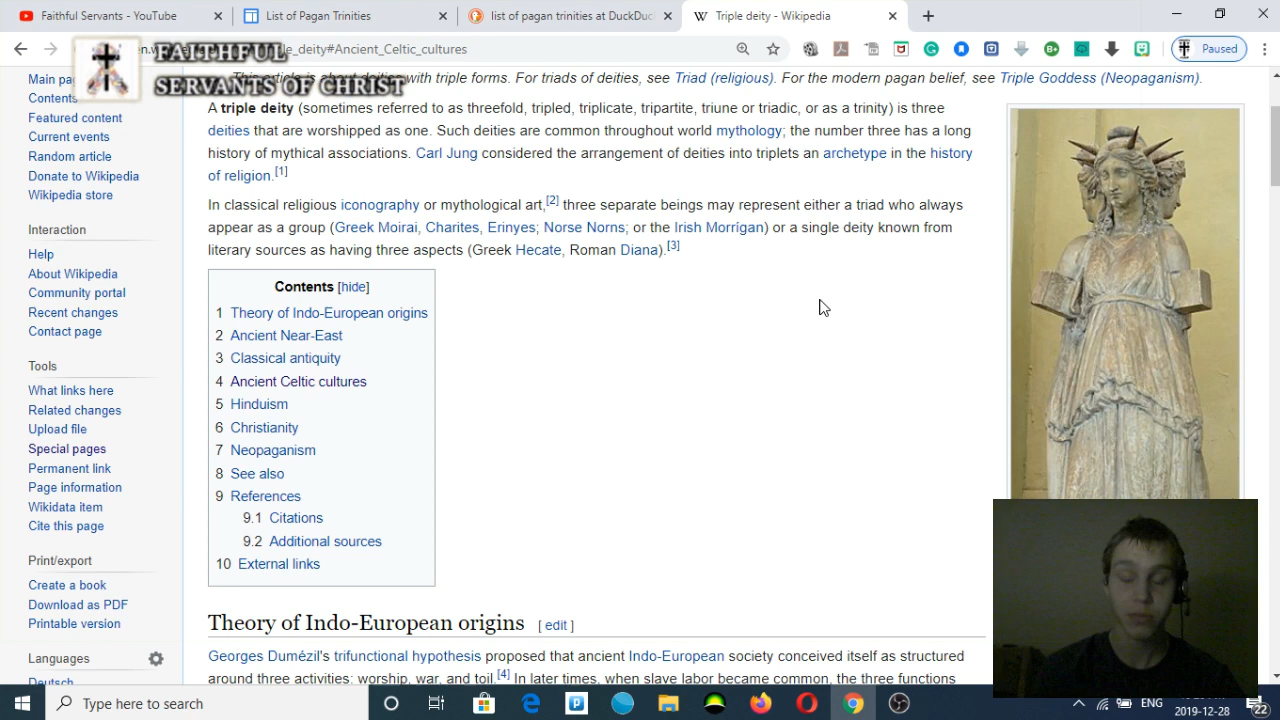 Faithful Servants - YouTube
List of Pagan Trinities
list of pagan trinities at DuckDuc
Triple deity - Wikipedia
le_deity#Ancient_Celtic_cultures
Paused
FAITHFUL
SERVANTS OF CHRIST
This article is about deities with triple forms. For triads of deities, see Triad (religious). For the modern pagan belief, see Triple Goddess (Neopaganism).
Main pag
Contents
Featured content
Current events
Random article
Donate to Wikipedia
Wikipedia store
Interaction
Help
About Wikipedia
Community portal
Recent changes
Contact page
Tools
What links here
Related changes
Upload file
Special pages
Permanent link
Page information
Wikidata item
Cite this page
Print/export
Create a book
Download as PDF
Printable version
Languages
Deutsch
A triple deity (sometimes referred to as threefold, tripled, triplicate, tripartite, triune or triadic, or as a trinity) is three
deities that are worshipped as one. Such deities are common throughout world mythology; the number three has a long
history of mythical associations. Carl Jung considered the arrangement of deities into triplets an archetype in the history
of religion.[1]
In classical religious iconography or mythological art,[2] three separate beings may represent either a triad who always
appear as a group (Greek Moirai, Charites, Erinyes; Norse Norns; or the Irish Morrígan) or a single deity known from
literary sources as having three aspects (Greek Hecate, Roman Diana).[3]
Contents [hide]
1 Theory of Indo-European origins
2 Ancient Near-East
3 Classical antiquity
4 Ancient Celtic cultures
5 Hinduism
6 Christianity
7 Neopaganism
8 See also
9 References
9.1 Citations
9.2 Additional sources
10 External links
Theory of Indo-European origins [ edit ]
Georges Dumézil's trifunctional hypothesis proposed that ancient Indo-European society conceived itself as structured
around three activities: worship, war, and toil.[4] In later times, when slave labor became common, the three functions
Type here to search
ENG
2019-12-28
22